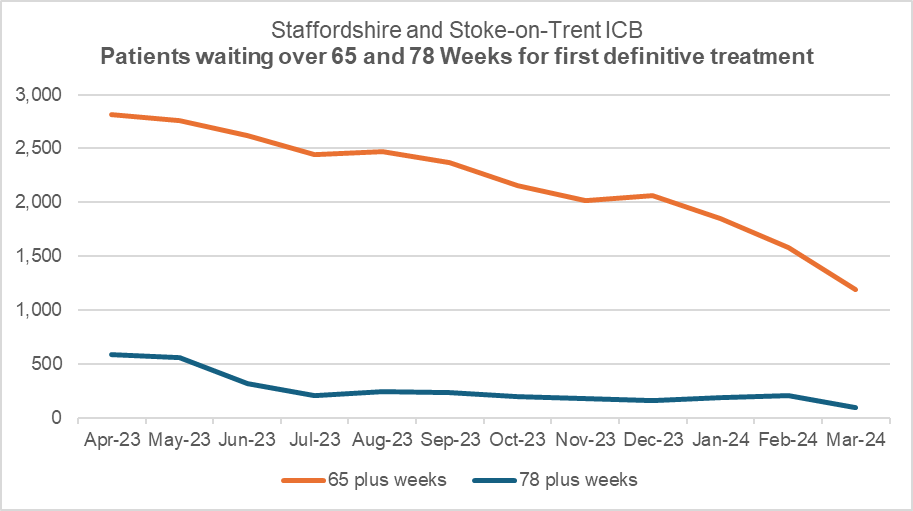 Staffordshire and Stoke-on-Trent ICB
Patients waiting over 65 and 78 Weeks for first definitive treatment
3,000
2,500
2,000
1,500
1,000
500
0
Apr-23 May-23 Jun-23 Jul-23 Aug-23 Sep-23 Oct-23 Nov-23 Dec-23 Jan-24 Feb-24 Mar-24
65 plus weeks 78 plus weeks